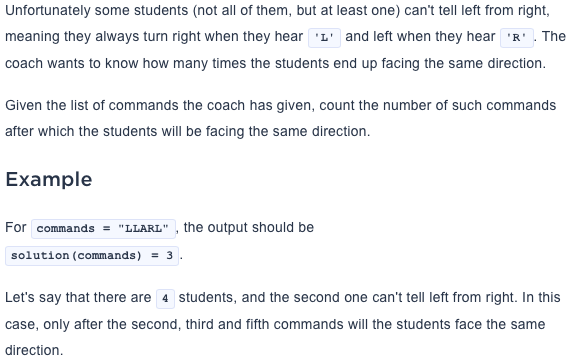 Unfortunately some students (not all of them, but at least one) can't tell left from right,
meaning they always turn right when they hear 'L' and left when they hear 'R'. The
coach wants to know how many times the students end up facing the same direction.
Given the list of commands the coach has given, count the number of such commands
after which the students will be facing the same direction.
Example
For commands = "LLARL", the output should be
solution(commands) = 3.
Let's say that there are 4 students, and the second one can't tell left from right. In this
case, only after the second, third and fifth commands will the students face the same
direction.